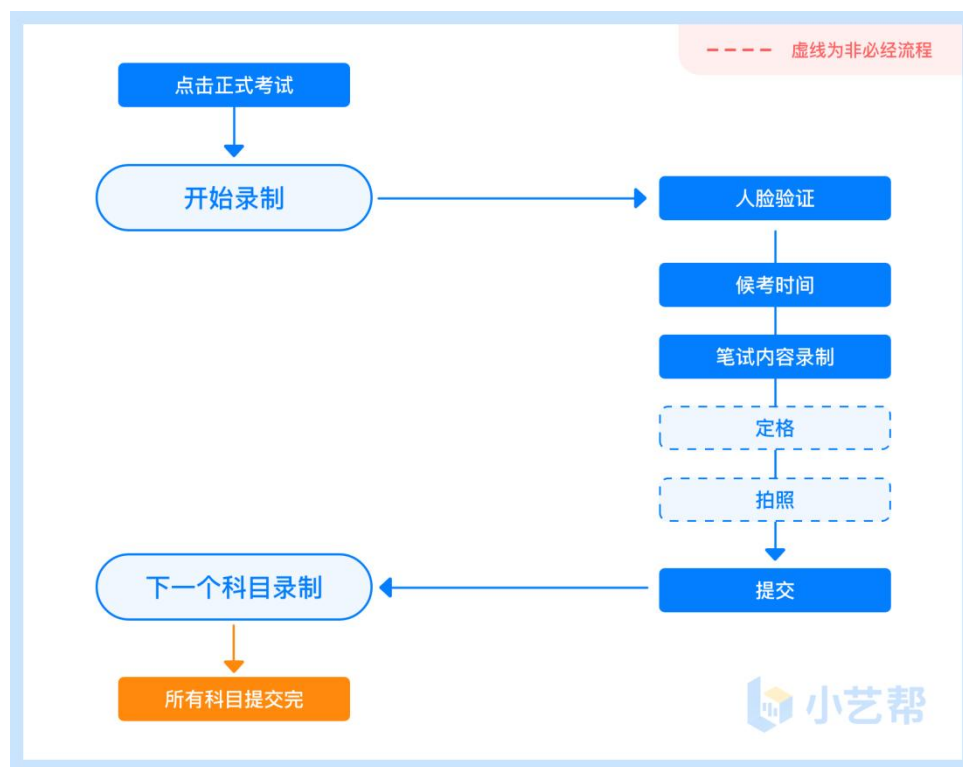 虚线为非必经流程
点击正式考试
开始录制
人脸验证
候考时间
笔试内容录制
定格
拍照
提交
下一个科目录制
所有科目提交完
小艺帮